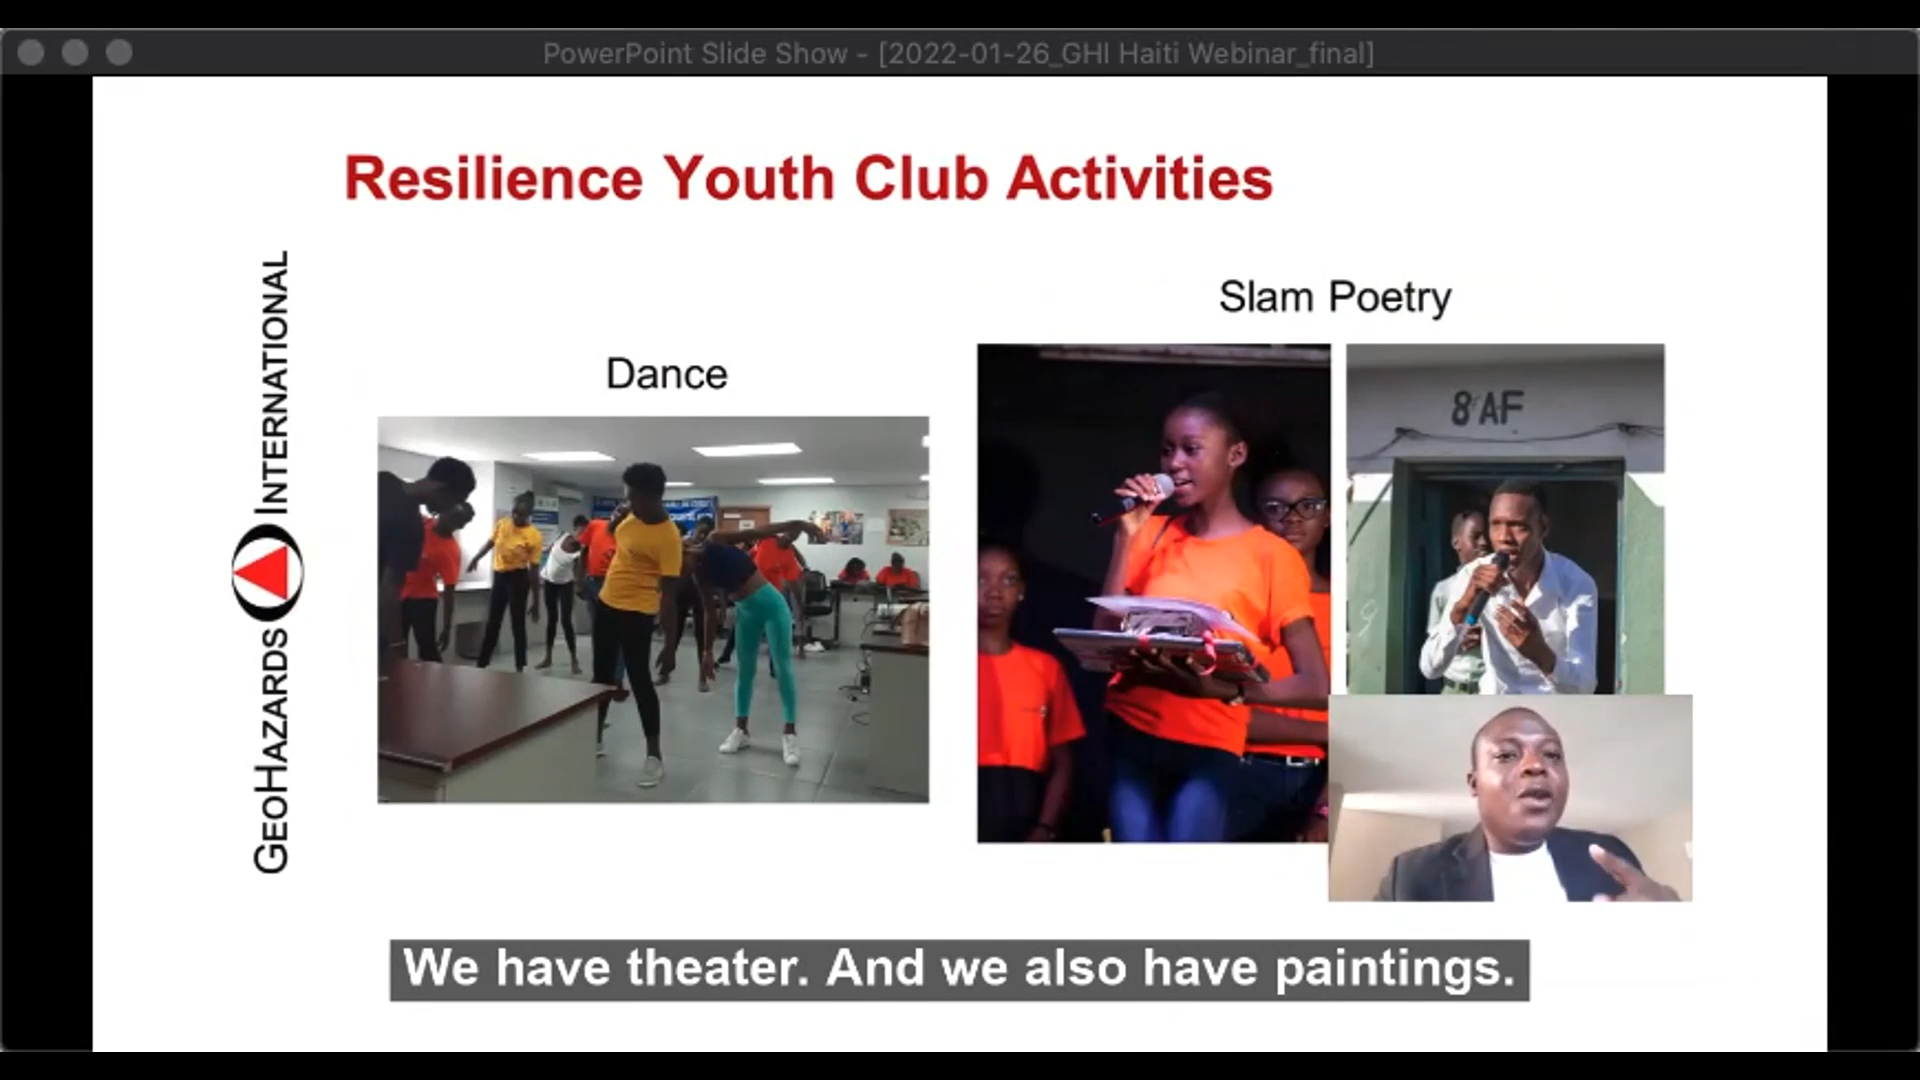 PowerPoint Slide Show - [2022-01-26_GHI Haiti Webinar_final]
Resilience Youth Club Activities
GEOHAZARDS INTERNATIONAL
Slam Poetry
Dance
8 AF
We have theater. And we also have paintings.